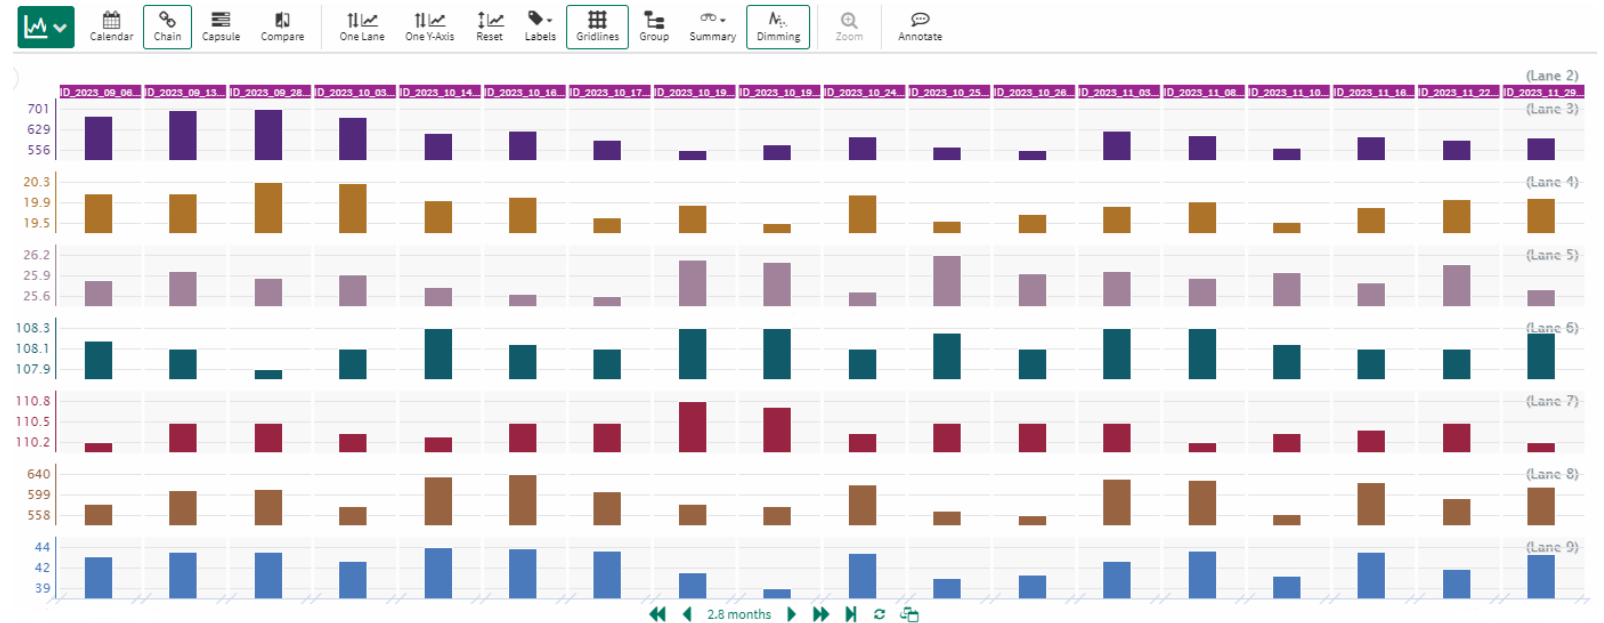 Calendar Chain Capsule Compare One Lane One Y-Axis Reset Labels Gridlines Group Summary Dimming Zoom Annotate
(Lane 2)
ID_2023_09_06... ID_2023_09_13... ID_2023_09_28... ID_2023_10_03... ID_2023_10_14... ID_2023_10_16... ID_2023_10_17... ID_2023_10_19... ID_2023_10_19... ID_2023_10_24... ID_2023_10_25... ID_2023_10_26... ID_2023_11_03... ID_2023_11_08... ID_2023_11_10... ID_2023_11_16... ID_2023_11_22... ID_2023_11_29...
701 (Lane 3)
629
556
20.3 (Lane 4)
19.9
19.5
26.2 (Lane 5)
25.9
25.6
108.3 (Lane 6)
108.1
107.9
110.8 (Lane 7)
110.5
110.2
640 (Lane 8)
599
558
44 (Lane 9)
42
39
2.8 months